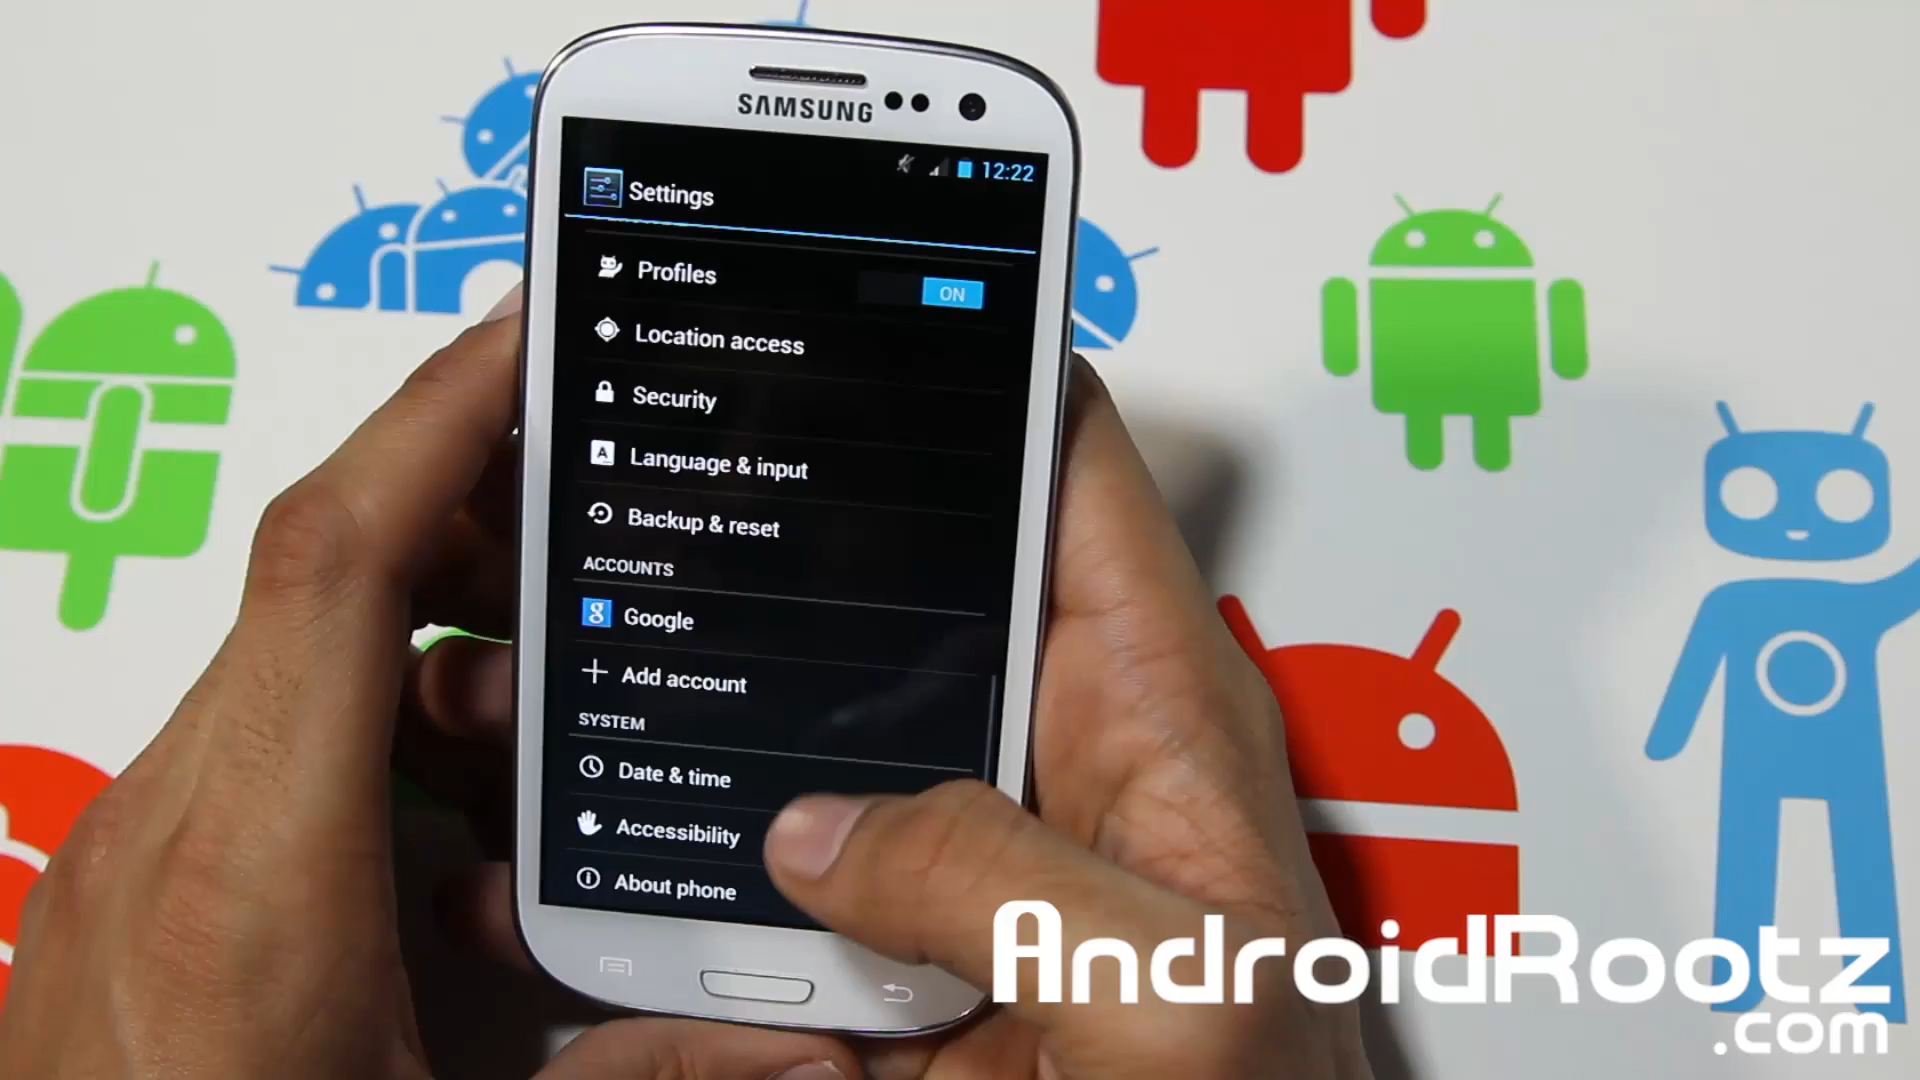 SAMSUNG
12:22
Settings
Profiles
ON
Location access
Security
Language & input
Backup & reset
ACCOUNTS
g Google
Add account
SYSTEM
Date & time
Accessibility
About phone
AndroidRootz
.com